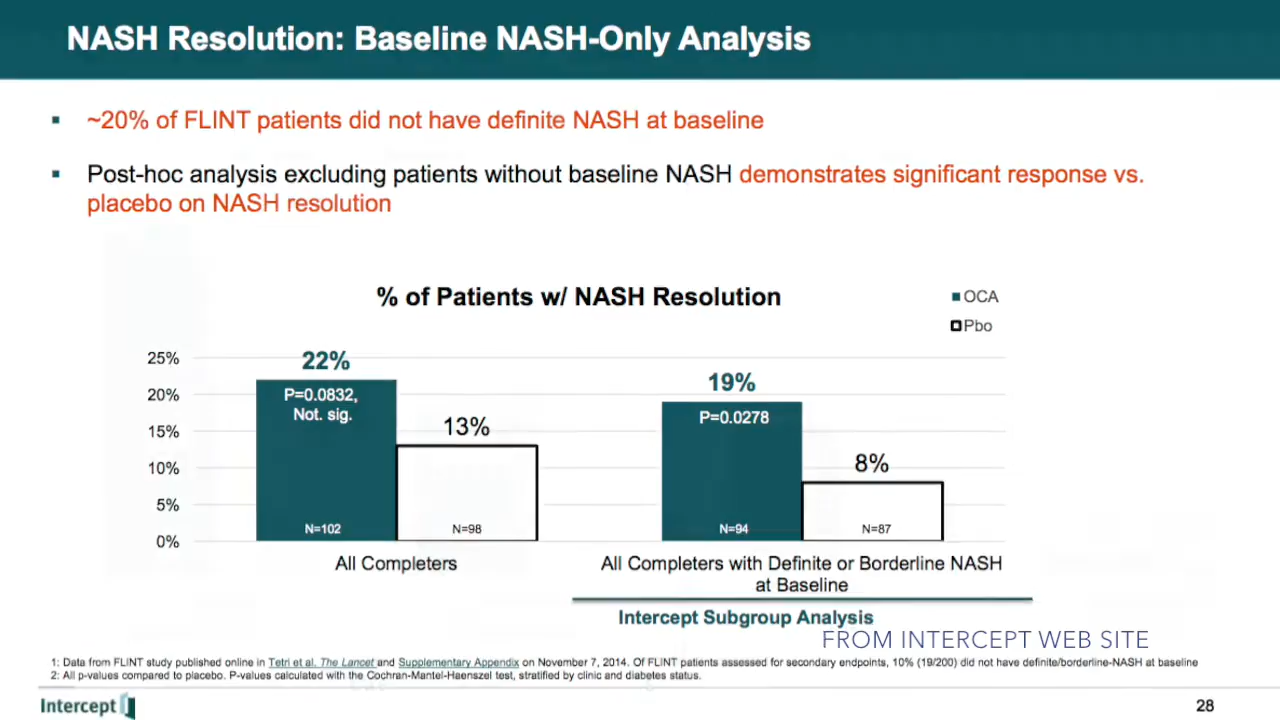 NASH Resolution: Baseline NASH-Only Analysis
▪ ~20% of FLINT patients did not have definite NASH at baseline
▪ Post-hoc analysis excluding patients without baseline NASH demonstrates significant response vs.
placebo on NASH resolution
% of Patients w/ NASH Resolution
OCA
Pbo
25%
20%
15%
10%
5%
0%
22%
P=0.0832,
Not. sig.
N=102
13%
N=98
19%
P=0.0278
N=94
8%
N=87
All Completers
All Completers with Definite or Borderline NASH
at Baseline
Intercept Subgroup Analysis
FROM INTERCEPT WEB SITE
1: Data from FLINT study published online in Tetri et al. The Lancet and Supplementary Appendix on November 7, 2014. Of FLINT patients assessed for secondary endpoints, 10% (19/200) did not have definite/borderline-NASH at baseline
2: All p-values compared to placebo. P-values calculated with the Cochran-Mantel-Haenszel test, stratified by clinic and diabetes status.
Intercept
28